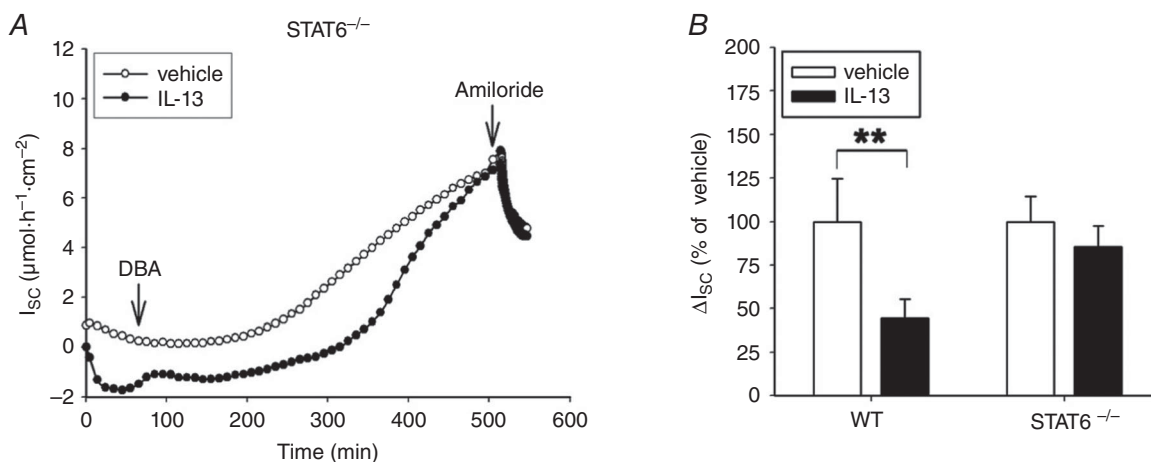 A
STAT6⁻/⁻
12
10
8
6
4
2
0
–2
I_SC (μmol·h⁻¹·cm⁻²)
vehicle
IL-13
DBA
Amiloride
0 100 200 300 400 500 600
Time (min)
B
200
175
150
125
100
75
50
25
0
ΔI_SC (% of vehicle)
vehicle
IL-13
**
WT STAT6 ⁻/⁻